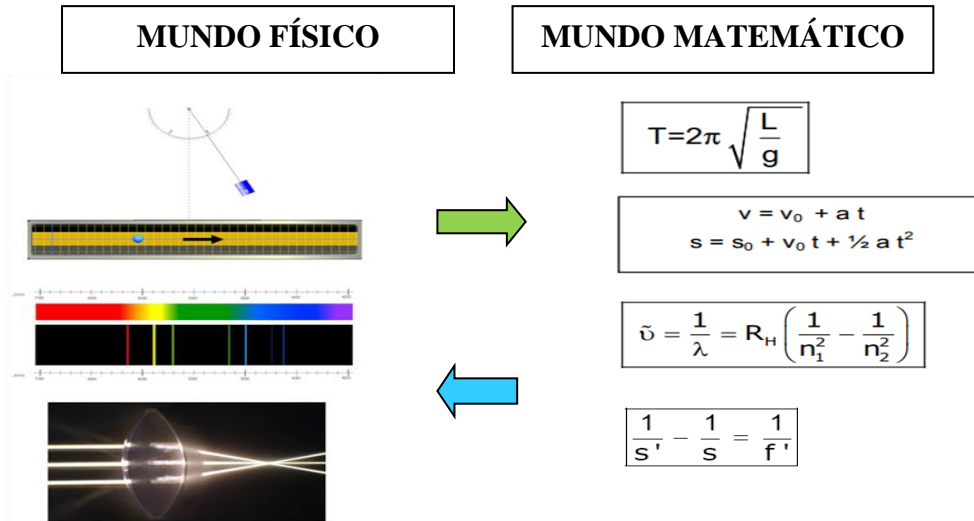 MUNDO FÍSICO
MUNDO MATEMÁTICO
T=2π √(L/g)
v = v₀ + a t
s = s₀ + v₀ t + ½ a t²
ῦ = 1/λ = R_H (1/n₁² − 1/n₂²)
1/s' − 1/s = 1/f'